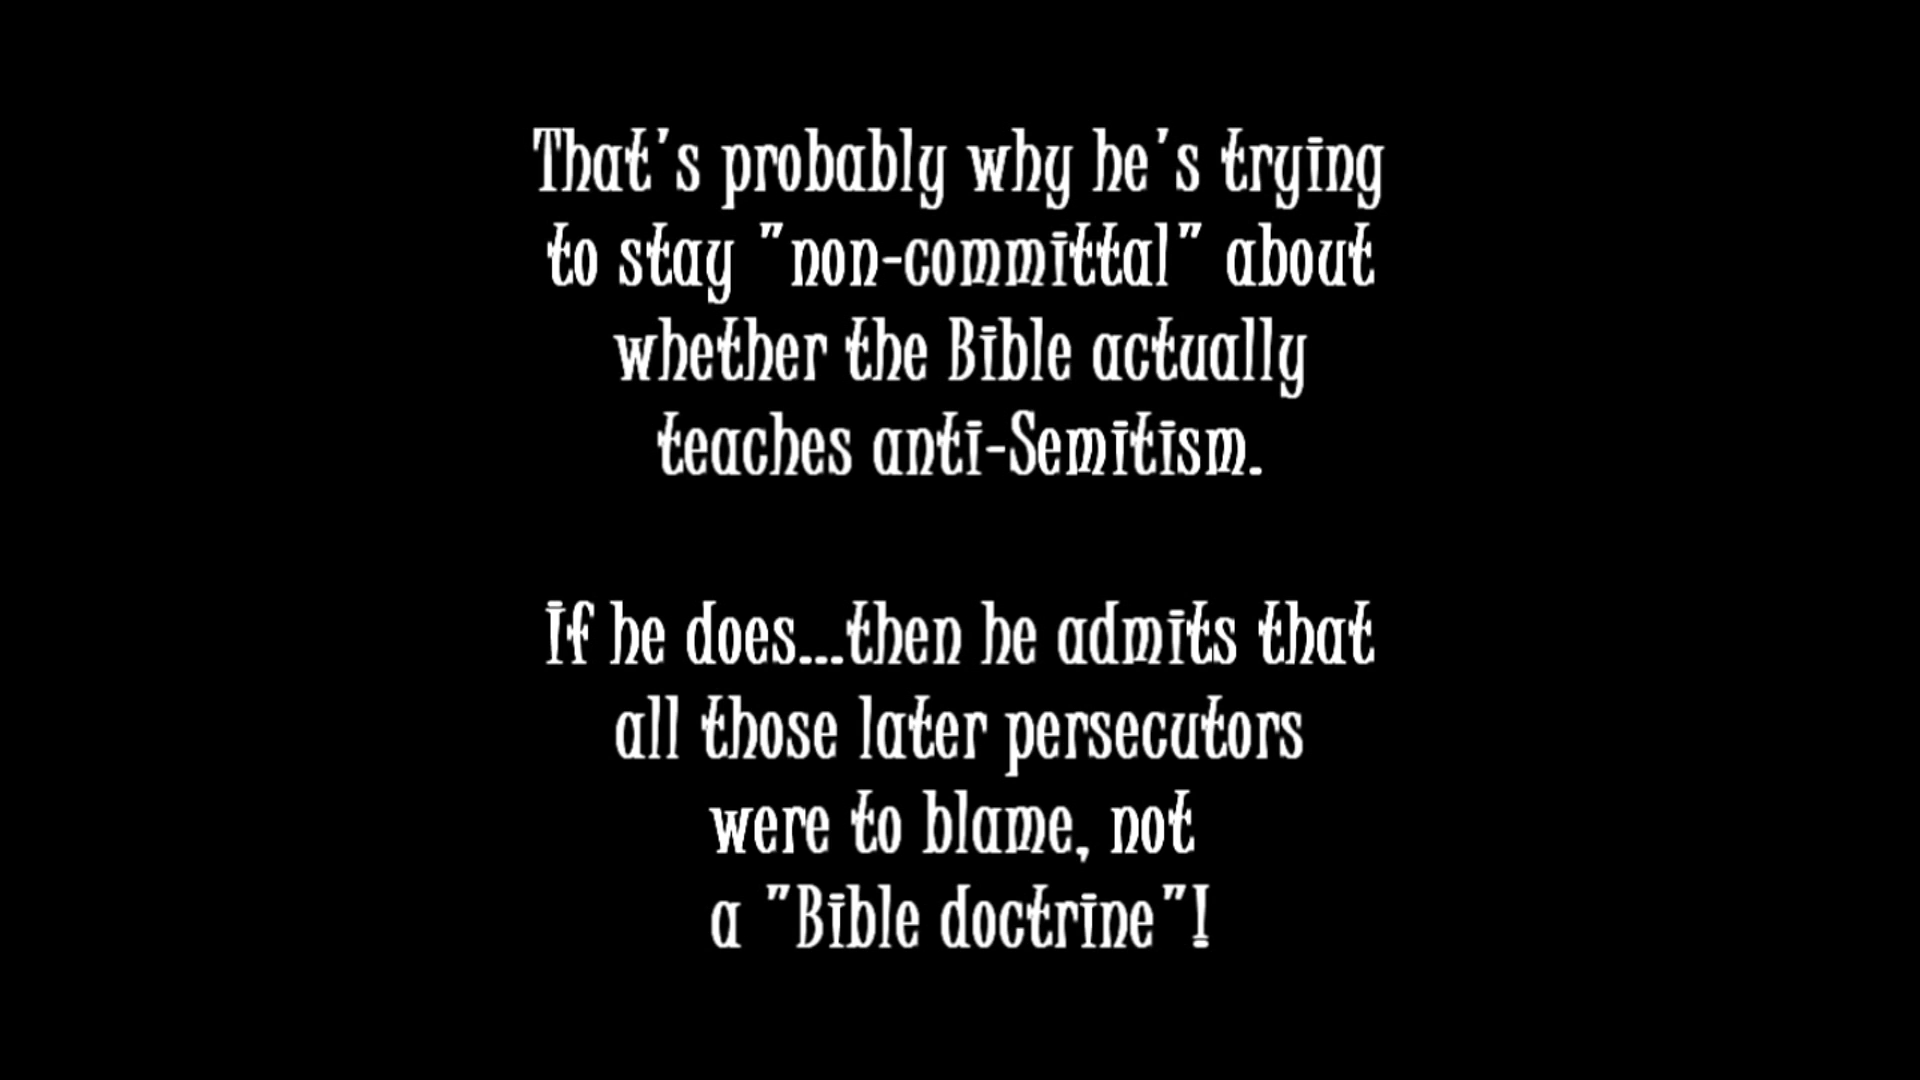 That's probably why he's trying
to stay "non-committal" about
whether the Bible actually
teaches anti-Semitism.
If he does...then he admits that
all those later persecutors
were to blame, not
a "Bible doctrine"!